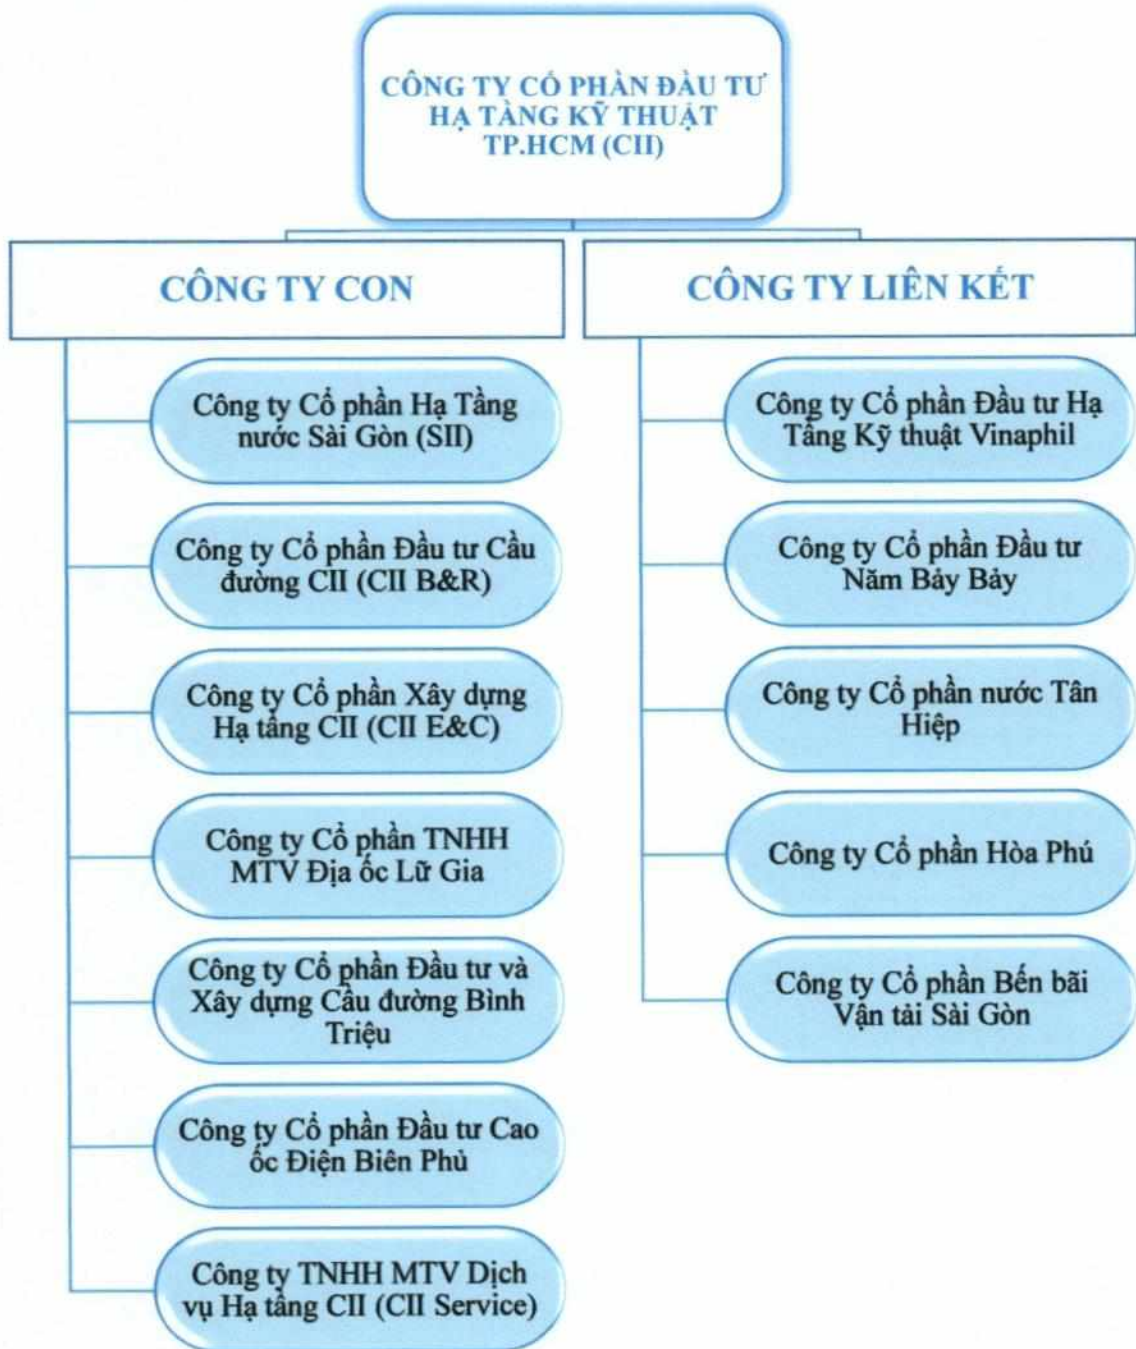 CÔNG TY CỔ PHẦN ĐẦU TƯ
HẠ TẦNG KỸ THUẬT
TP.HCM (CII)
CÔNG TY CON
Công ty Cổ phần Hạ Tầng
nước Sài Gòn (SII)
Công ty Cổ phần Đầu tư Cầu
đường CII (CII B&R)
Công ty Cổ phần Xây dựng
Hạ tầng CII (CII E&C)
Công ty Cổ phần TNHH
MTV Địa ốc Lữ Gia
Công ty Cổ phần Đầu tư và
Xây dựng Cầu đường Bình
Triệu
Công ty Cổ phần Đầu tư Cao
ốc Điện Biên Phủ
Công ty TNHH MTV Dịch
vụ Hạ tầng CII (CII Service)
CÔNG TY LIÊN KẾT
Công ty Cổ phần Đầu tư Hạ
Tầng Kỹ thuật Vinaphil
Công ty Cổ phần Đầu tư
Năm Bảy Bảy
Công ty Cổ phần nước Tân
Hiệp
Công ty Cổ phần Hòa Phú
Công ty Cổ phần Bến bãi
Vận tải Sài Gòn